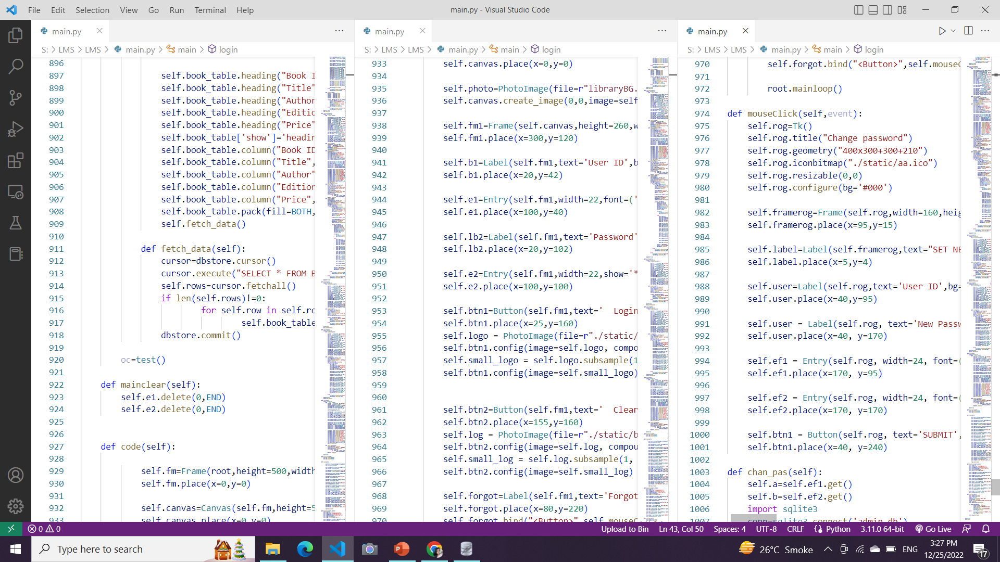 File Edit Selection View Go Run Terminal Help
main.py - Visual Studio Code
main.py
S: > LMS > LMS > main.py > main > login
896
897 self.book_table.heading("Book I
898 self.book_table.heading("Title"
899 self.book_table.heading("Author
900 self.book_table.heading("Editio
901 self.book_table.heading("Price"
902 self.book_table['show']='headin
903 self.book_table.column("Book ID
904 self.book_table.column("Title",
905 self.book_table.column("Author"
906 self.book_table.column("Edition
907 self.book_table.column("Price",
908 self.book_table.pack(fill=BOTH,
909 self.fetch_data()
910
911 def fetch_data(self):
912 cursor=dbstore.cursor()
913 cursor.execute("SELECT * FROM B
914 self.rows=cursor.fetchall()
915 if len(self.rows)!=0:
916 for self.row in self.ro
917 self.book_table
918 dbstore.commit()
919
920 oc=test()
921
922 def mainclear(self):
923 self.e1.delete(0,END)
924 self.e2.delete(0,END)
925
926
927 def code(self):
928
929 self.fm=Frame(root,height=500,width
930 self.fm.place(x=0,y=0)
931
932 self.canvas=Canvas(self.fm,height=5
933 self.canvas.place(x=0,y=0)
main.py
S: > LMS > LMS > main.py > main > login
933 self.canvas.place(x=0,y=0)
934
935 self.photo=PhotoImage(file=r"libraryBG.
936 self.canvas.create_image(0,0,image=self
937
938 self.fm1=Frame(self.canvas,height=260,w
939 self.fm1.place(x=300,y=120)
940
941 self.b1=Label(self.fm1,text='User ID',b
942 self.b1.place(x=20,y=42)
943
944 self.e1=Entry(self.fm1,width=22,font=('
945 self.e1.place(x=100,y=40)
946
947 self.lb2=Label(self.fm1,text='Password'
948 self.lb2.place(x=20,y=102)
949
950 self.e2=Entry(self.fm1,width=22,show='*
951 self.e2.place(x=100,y=100)
952
953 self.btn1=Button(self.fm1,text='  Login
954 self.btn1.place(x=25,y=160)
955 self.logo = PhotoImage(file=r"./static/
956 self.btn1.config(image=self.logo, compo
957 self.small_logo = self.logo.subsample(1
958 self.btn1.config(image=self.small_logo)
959
960
961 self.btn2=Button(self.fm1,text='  Clear
962 self.btn2.place(x=155,y=160)
963 self.log = PhotoImage(file=r"./static/b
964 self.btn2.config(image=self.log, compou
965 self.small_log = self.log.subsample(1,
966 self.btn2.config(image=self.small_log)
967
968 self.forgot=Label(self.fm1,text='Forgot
969 self.forgot.place(x=80,y=220)
970 self.forgot.bind("<Button>",self.mouseC
main.py
S: > LMS > LMS > main.py > main > login
970 self.forgot.bind("<Button>",self.mouseC
971
972 root.mainloop()
973
974 def mouseClick(self,event):
975 self.rog=Tk()
976 self.rog.title("Change password")
977 self.rog.geometry("400x300+300+210")
978 self.rog.iconbitmap("./static/aa.ico")
979 self.rog.resizable(0,0)
980 self.rog.configure(bg='#000')
981
982 self.framerog=Frame(self.rog,width=160,heig
983 self.framerog.place(x=95,y=15)
984
985 self.label=Label(self.framerog,text="SET NE
986 self.label.place(x=5,y=4)
987
988 self.user=Label(self.rog,text='User ID',bg=
989 self.user.place(x=40,y=95)
990
991 self.user = Label(self.rog, text='New Passw
992 self.user.place(x=40, y=170)
993
994 self.ef1 = Entry(self.rog, width=24, font=(
995 self.ef1.place(x=170, y=95)
996
997 self.ef2 = Entry(self.rog, width=24, font=(
998 self.ef2.place(x=170, y=170)
999
1000 self.btn1 = Button(self.rog, text='SUBMIT',
1001 self.btn1.place(x=40, y=240)
1002
1003 def chan_pas(self):
1004 self.a=self.ef1.get()
1005 self.b=self.ef2.get()
1006 import sqlite3
1007 conn=sqlite3.connect('admin.db')
0 0 Upload to Bin Ln 43, Col 50 Spaces: 4 UTF-8 CRLF Python 3.11.0 64-bit Go Live
Type here to search 26°C Smoke ENG 3:27 PM
12/25/2022 17